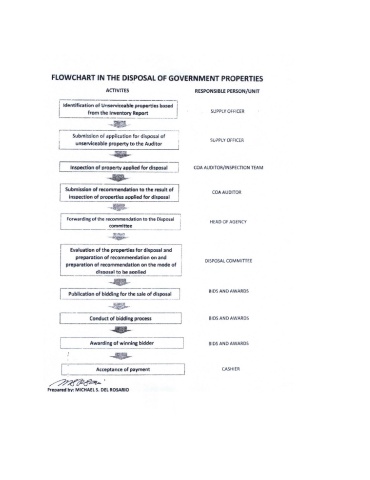 FLOWCHART IN THE DISPOSAL OF GOVERNMENT PROPERTIES
ACTIVITES RESPONSIBLE PERSON/UNIT
Identification of Unserviceable properties based
from the Inventory Report
SUPPLY OFFICER
Submission of application for disposal of
unserviceable property to the Auditor
SUPPLY OFFICER
Inspection of property applied for disposal COA AUDITOR/INSPECTION TEAM
Submission of recommendation to the result of
inspection of properties applied for disposal
COA AUDITOR
Forwarding of the recommendation to the Disposal
committee
HEAD OF AGENCY
Evaluation of the properties for disposal and
preparation of recommendation on and
preparation of recommendation on the mode of
disposal to be applied
DISPOSAL COMMITTEE
Publication of bidding for the sale of disposal BIDS AND AWARDS
Conduct of bidding process BIDS AND AWARDS
Awarding of winning bidder BIDS AND AWARDS
Acceptance of payment CASHIER
Prepared by: MICHAEL S. DEL ROSARIO